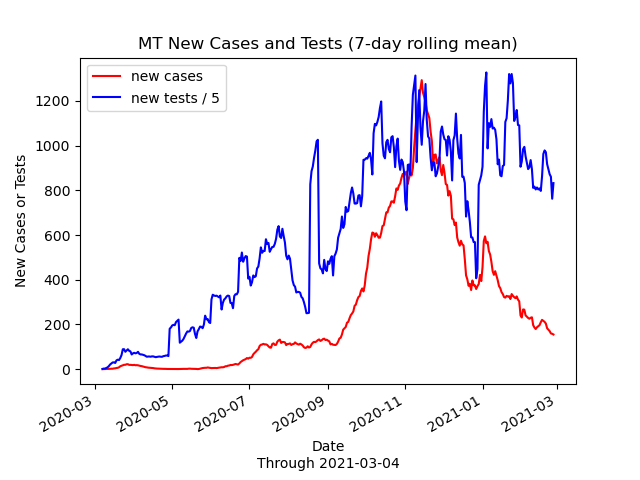 MT New Cases and Tests (7-day rolling mean)
new cases
new tests / 5
New Cases or Tests
1200
1000
800
600
400
200
0
2020-03
2020-05
2020-07
2020-09
2020-11
2021-01
2021-03
Date
Through 2021-03-04